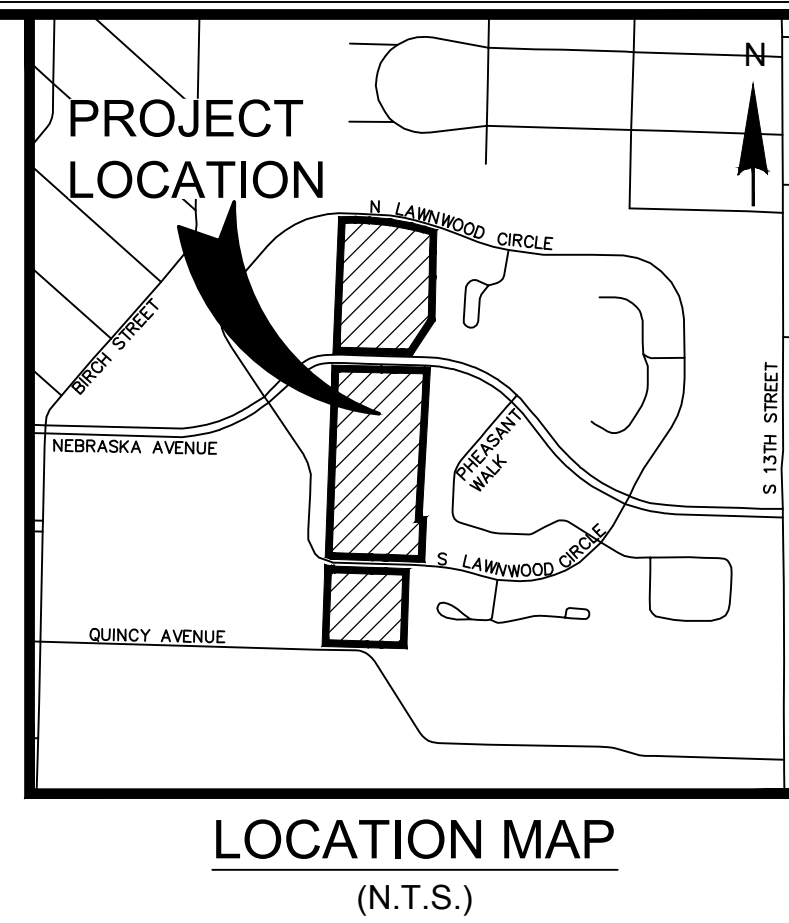 N
PROJECT
LOCATION
N LAWNWOOD CIRCLE
BIRCH STREET
NEBRASKA AVENUE
PHEASANT
WALK
S 13TH STREET
S LAWNWOOD CIRCLE
QUINCY AVENUE
LOCATION MAP
(N.T.S.)